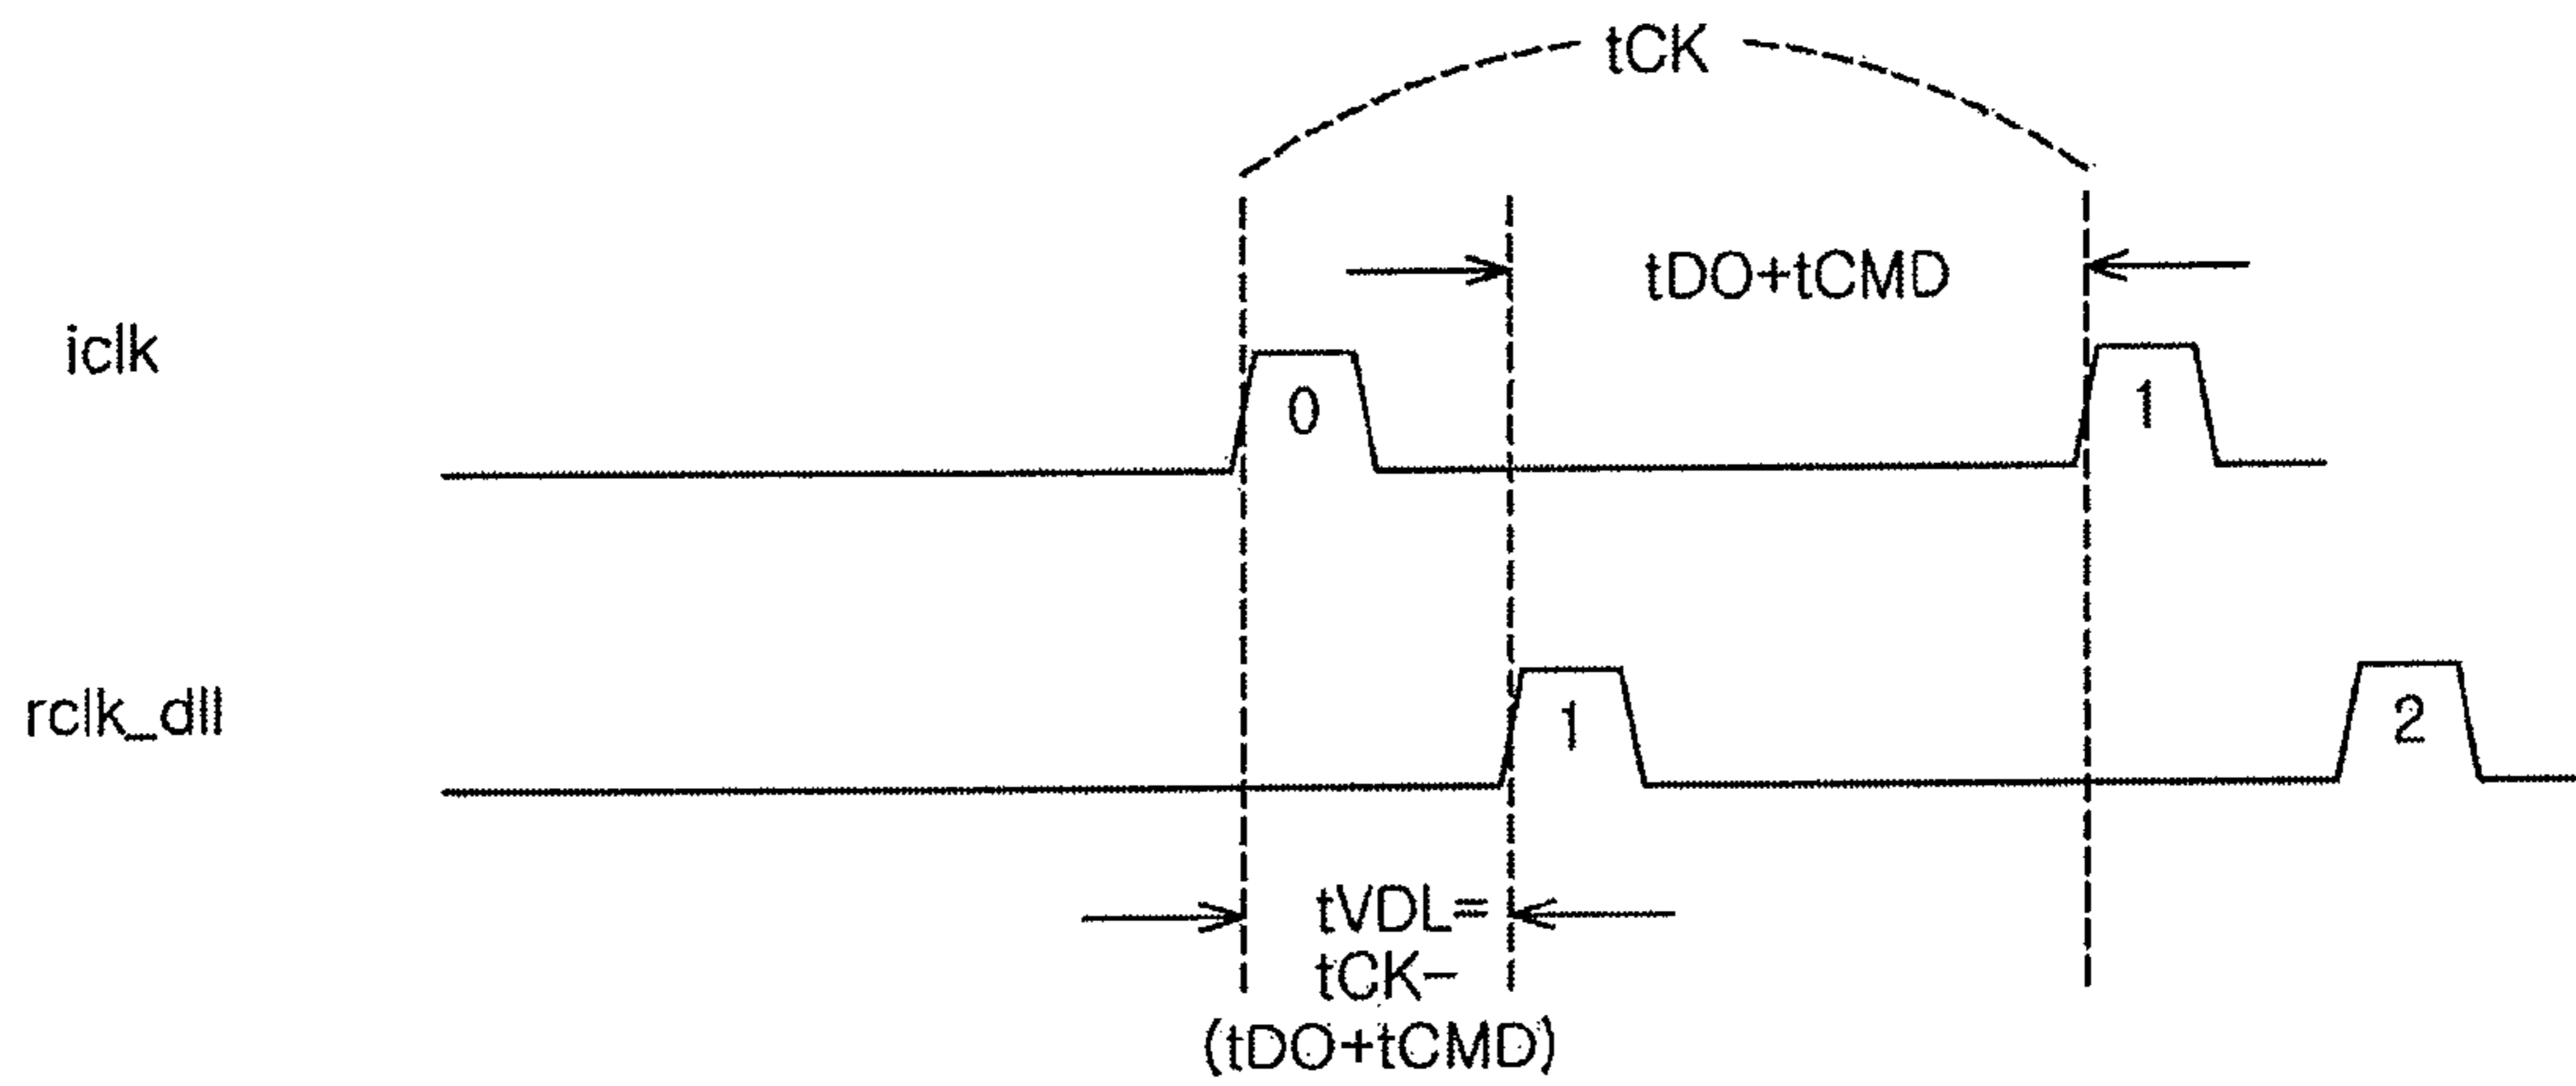 tCK
tDO+tCMD
iclk
0
1
rclk_dll
1
2
tVDL=
tCK-
(tDO+tCMD)